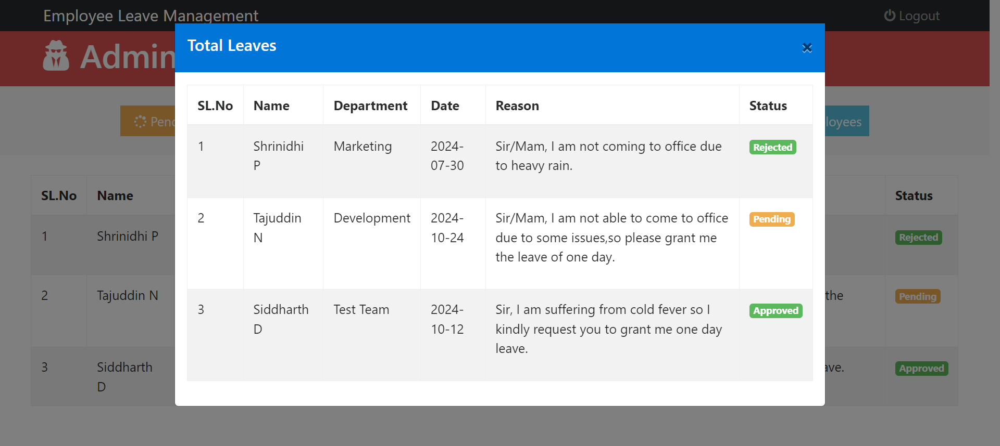 Employee Leave Management
Logout
Admin
Total Leaves
SL.No Name Department Date Reason Status
1 Shrinidhi Marketing 2024- Sir/Mam, I am not coming to office due Rejected
P 07-30 to heavy rain.
2 Tajuddin Development 2024- Sir/Mam, I am not able to come to office Pending
N 10-24 due to some issues,so please grant me
the leave of one day.
3 Siddharth Test Team 2024- Sir, I am suffering from cold fever so I Approved
D 10-12 kindly request you to grant me one day
leave.
SL.No Name Status
1 Shrinidhi P Rejected
2 Tajuddin N the Pending
3 Siddharth Approved
D